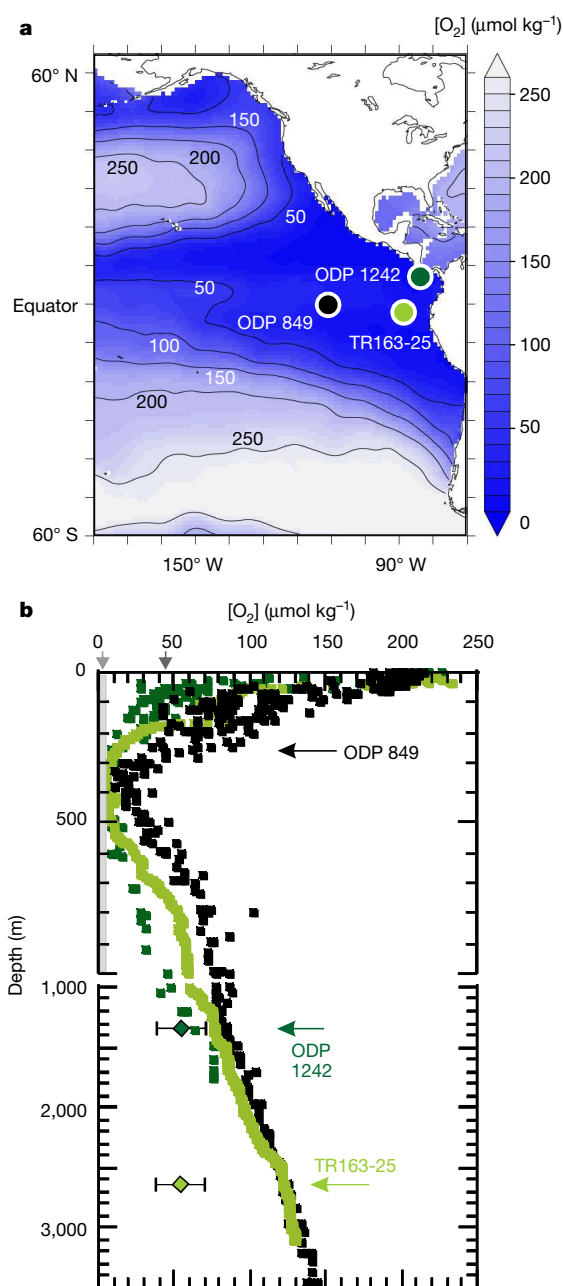 a
[O2] (μmol kg–1)
60° N
Equator
60° S
150° W
90° W
150
200
250
50
50
100
150
200
250
ODP 1242
ODP 849
TR163-25
250
200
150
100
50
0
b
[O2] (μmol kg–1)
0 50 100 150 200 250
0
500
1,000
2,000
3,000
Depth (m)
ODP 849
ODP
1242
TR163-25